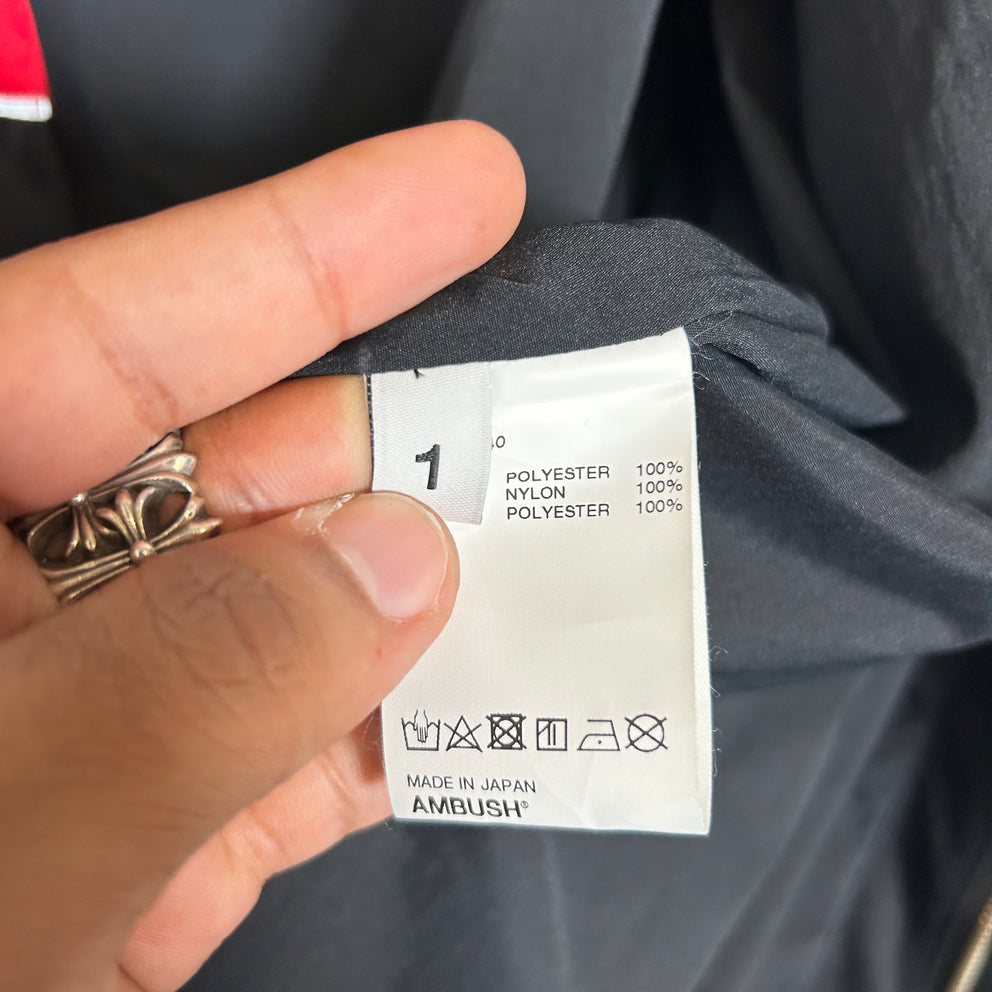 1
POLYESTER 100%
NYLON 100%
POLYESTER 100%
MADE IN JAPAN
AMBUSH®